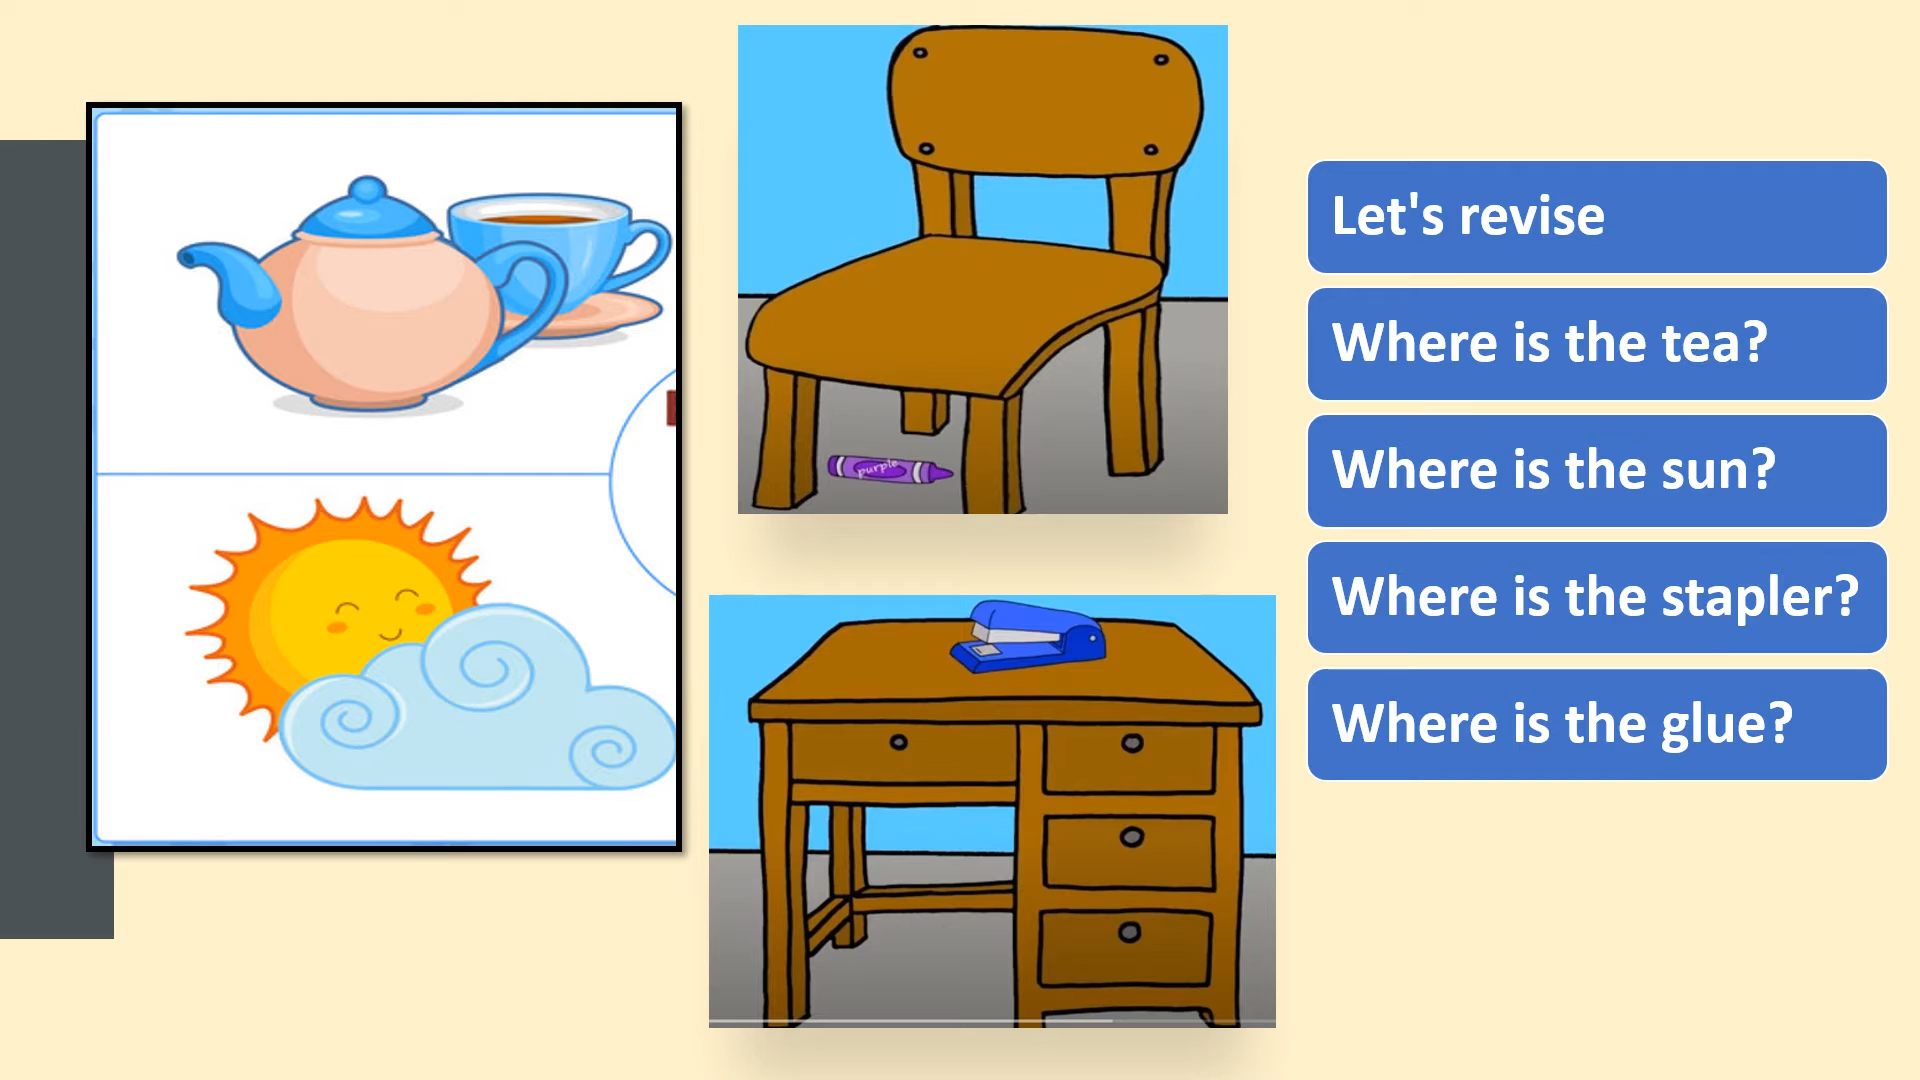 purple
Let's revise
Where is the tea?
Where is the sun?
Where is the stapler?
Where is the glue?